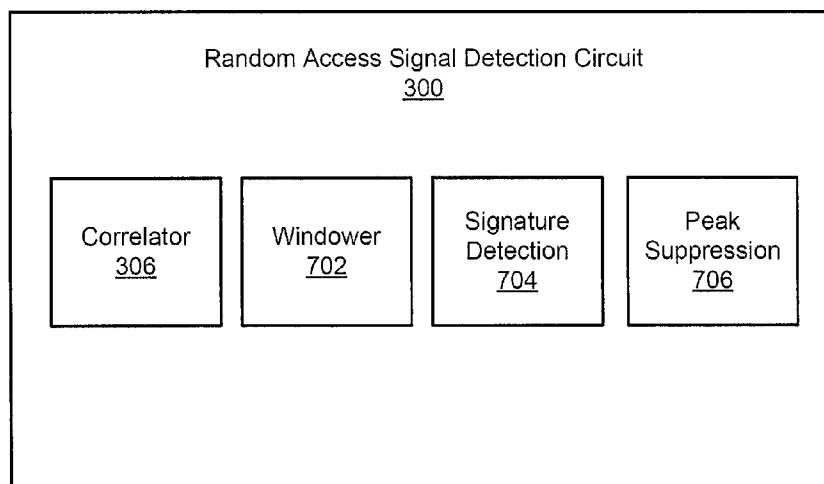 Random Access Signal Detection Circuit
300
Correlator
306
Windower
702
Signature
Detection
704
Peak
Suppression
706